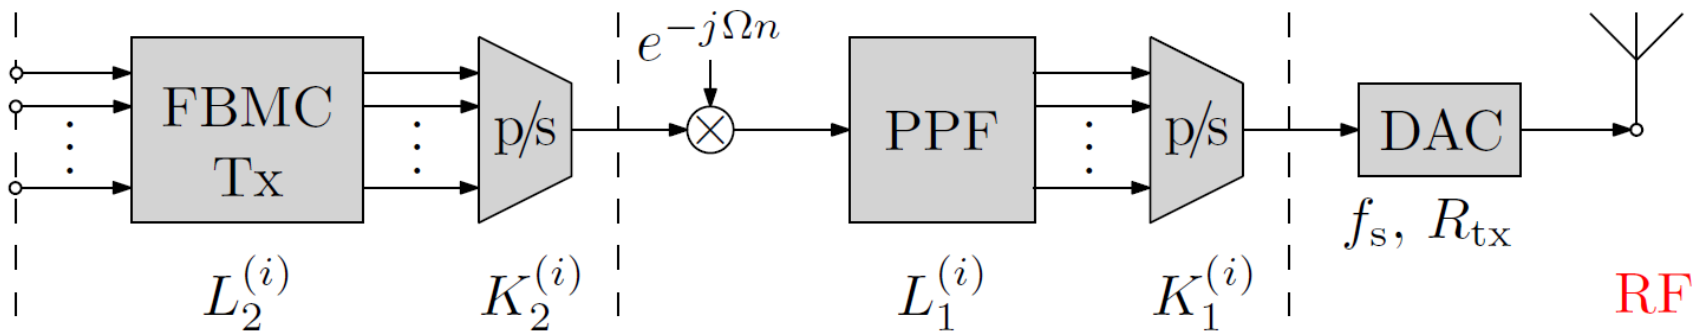 e^{-jΩn}
FBMC
Tx
p/s
PPF
p/s
DAC
f_s, R_tx
L_2^{(i)}
K_2^{(i)}
L_1^{(i)}
K_1^{(i)}
RF